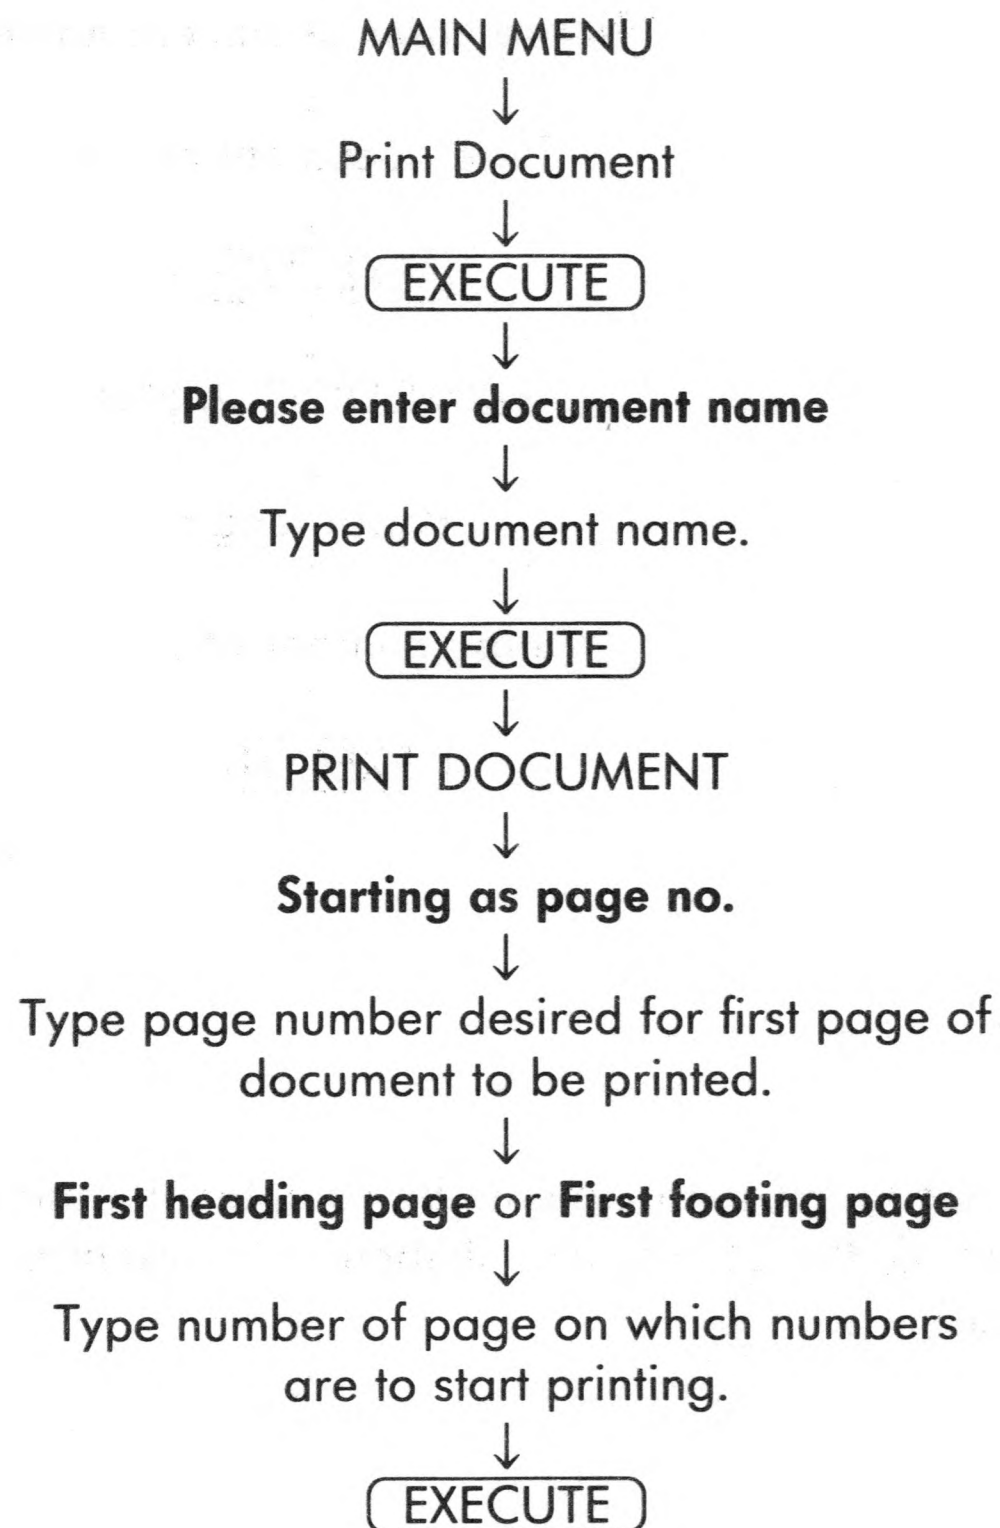 MAIN MENU
↓
Print Document
↓
EXECUTE
↓
Please enter document name
↓
Type document name.
↓
EXECUTE
↓
PRINT DOCUMENT
↓
Starting as page no.
↓
Type page number desired for first page of
document to be printed.
↓
First heading page or First footing page
↓
Type number of page on which numbers
are to start printing.
↓
EXECUTE